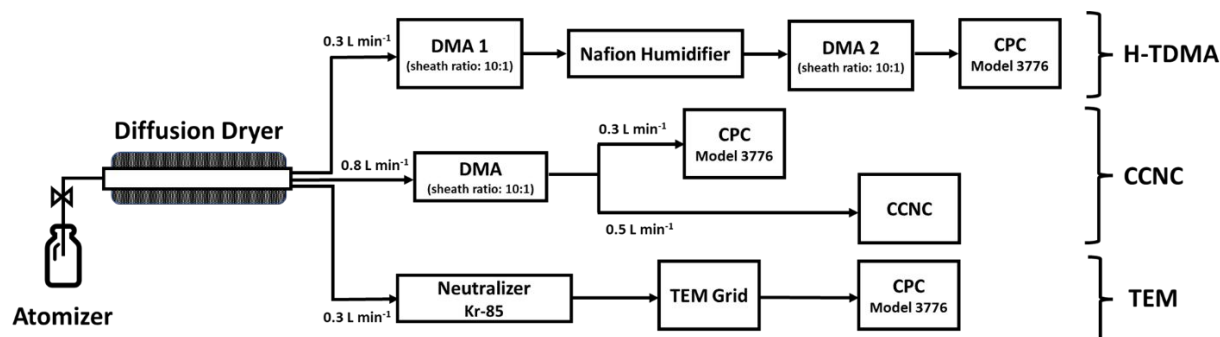 0.3 L min⁻¹
DMA 1
(sheath ratio: 10:1)
Nafion Humidifier
DMA 2
(sheath ratio: 10:1)
CPC
Model 3776
H-TDMA
Diffusion Dryer
0.8 L min⁻¹
DMA
(sheath ratio: 10:1)
0.3 L min⁻¹
CPC
Model 3776
0.5 L min⁻¹
CCNC
CCNC
Atomizer
0.3 L min⁻¹
Neutralizer
Kr-85
TEM Grid
CPC
Model 3776
TEM